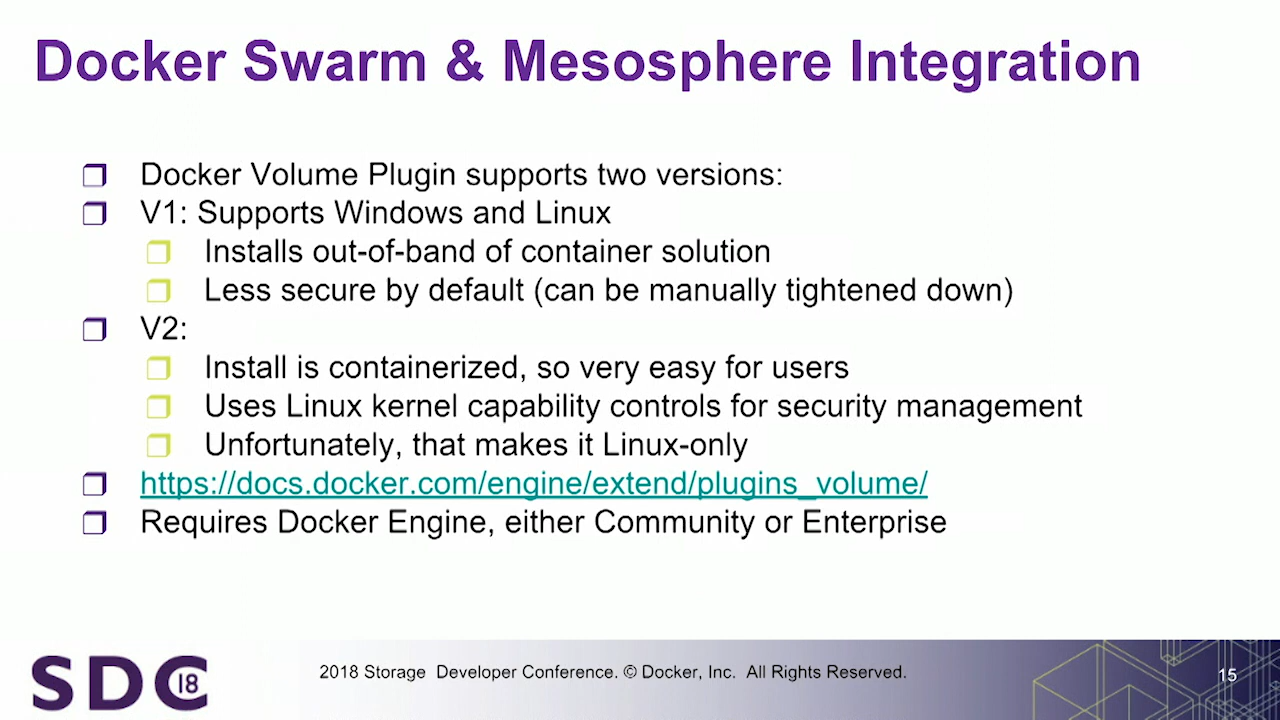 Docker Swarm & Mesosphere Integration
Docker Volume Plugin supports two versions:
V1: Supports Windows and Linux
Installs out-of-band of container solution
Less secure by default (can be manually tightened down)
V2:
Install is containerized, so very easy for users
Uses Linux kernel capability controls for security management
Unfortunately, that makes it Linux-only
https://docs.docker.com/engine/extend/plugins_volume/
Requires Docker Engine, either Community or Enterprise
SDC 18
2018 Storage Developer Conference. © Docker, Inc. All Rights Reserved.
15